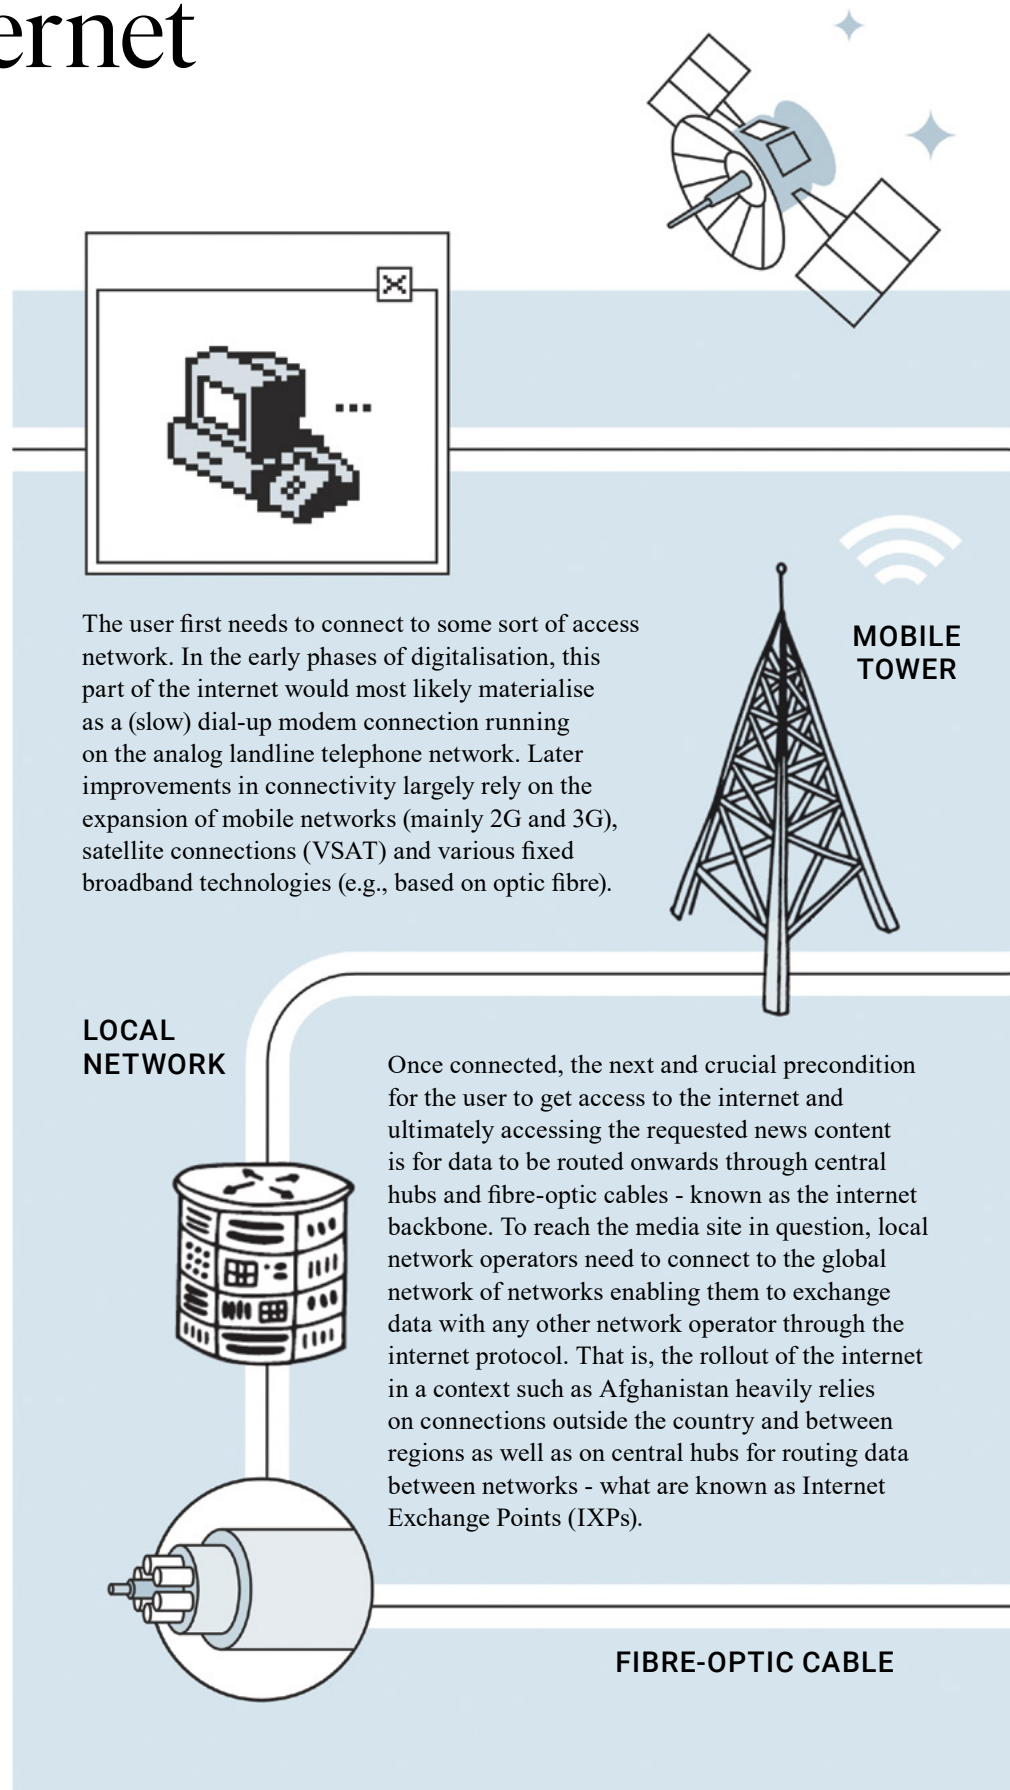 ernet
The user first needs to connect to some sort of access
network. In the early phases of digitalisation, this
part of the internet would most likely materialise
as a (slow) dial-up modem connection running
on the analog landline telephone network. Later
improvements in connectivity largely rely on the
expansion of mobile networks (mainly 2G and 3G),
satellite connections (VSAT) and various fixed
broadband technologies (e.g., based on optic fibre).
MOBILE
TOWER
LOCAL
NETWORK
Once connected, the next and crucial precondition
for the user to get access to the internet and
ultimately accessing the requested news content
is for data to be routed onwards through central
hubs and fibre-optic cables - known as the internet
backbone. To reach the media site in question, local
network operators need to connect to the global
network of networks enabling them to exchange
data with any other network operator through the
internet protocol. That is, the rollout of the internet
in a context such as Afghanistan heavily relies
on connections outside the country and between
regions as well as on central hubs for routing data
between networks - what are known as Internet
Exchange Points (IXPs).
FIBRE-OPTIC CABLE